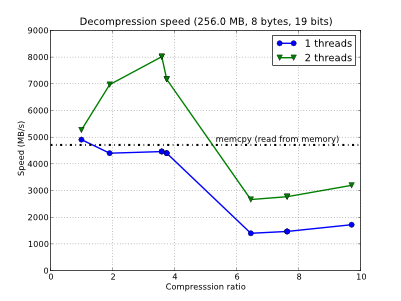 Decompression speed (256.0 MB, 8 bytes, 19 bits)
9000
8000
7000
6000
5000
4000
3000
2000
1000
0
Speed (MB/s)
1 threads
2 threads
memcpy (read from memory)
0 2 4 6 8 10
Compresssion ratio